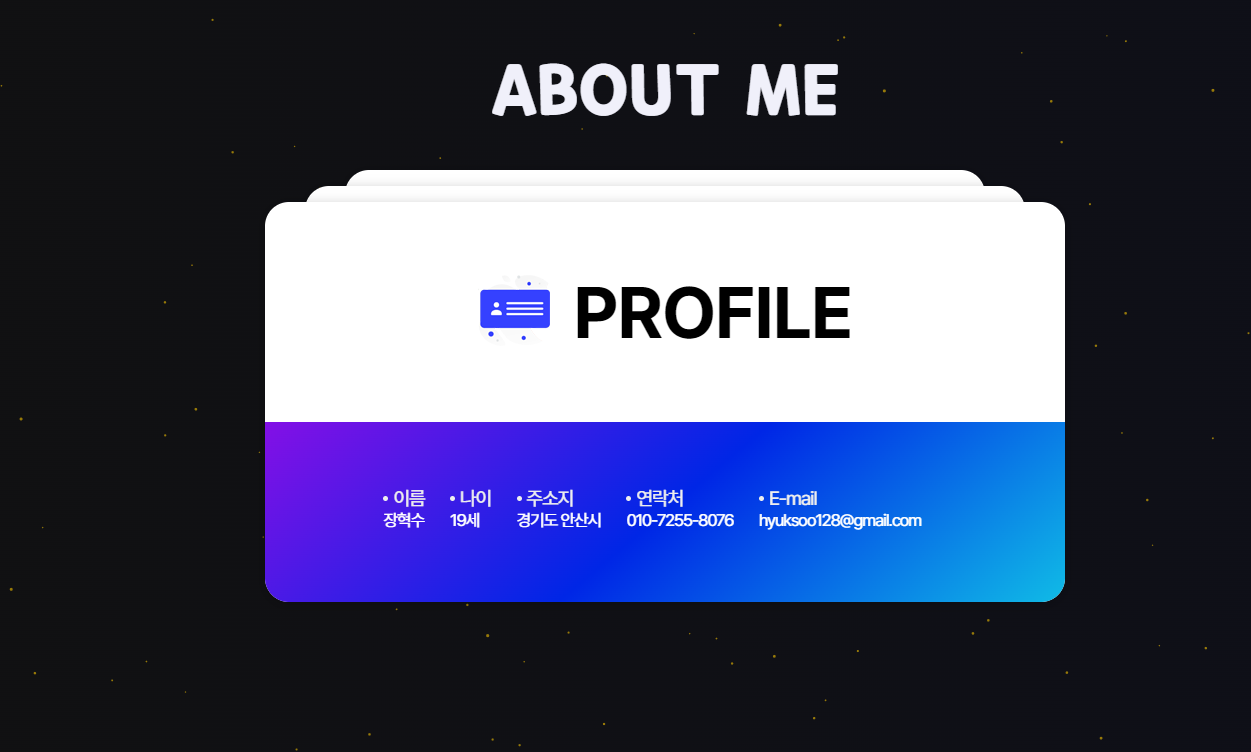 ABOUT ME
PROFILE
• 이름 • 나이 • 주소지 • 연락처 • E-mail
장혁수 19세 경기도 안산시 010-7255-8076 hyuksoo128@gmail.com